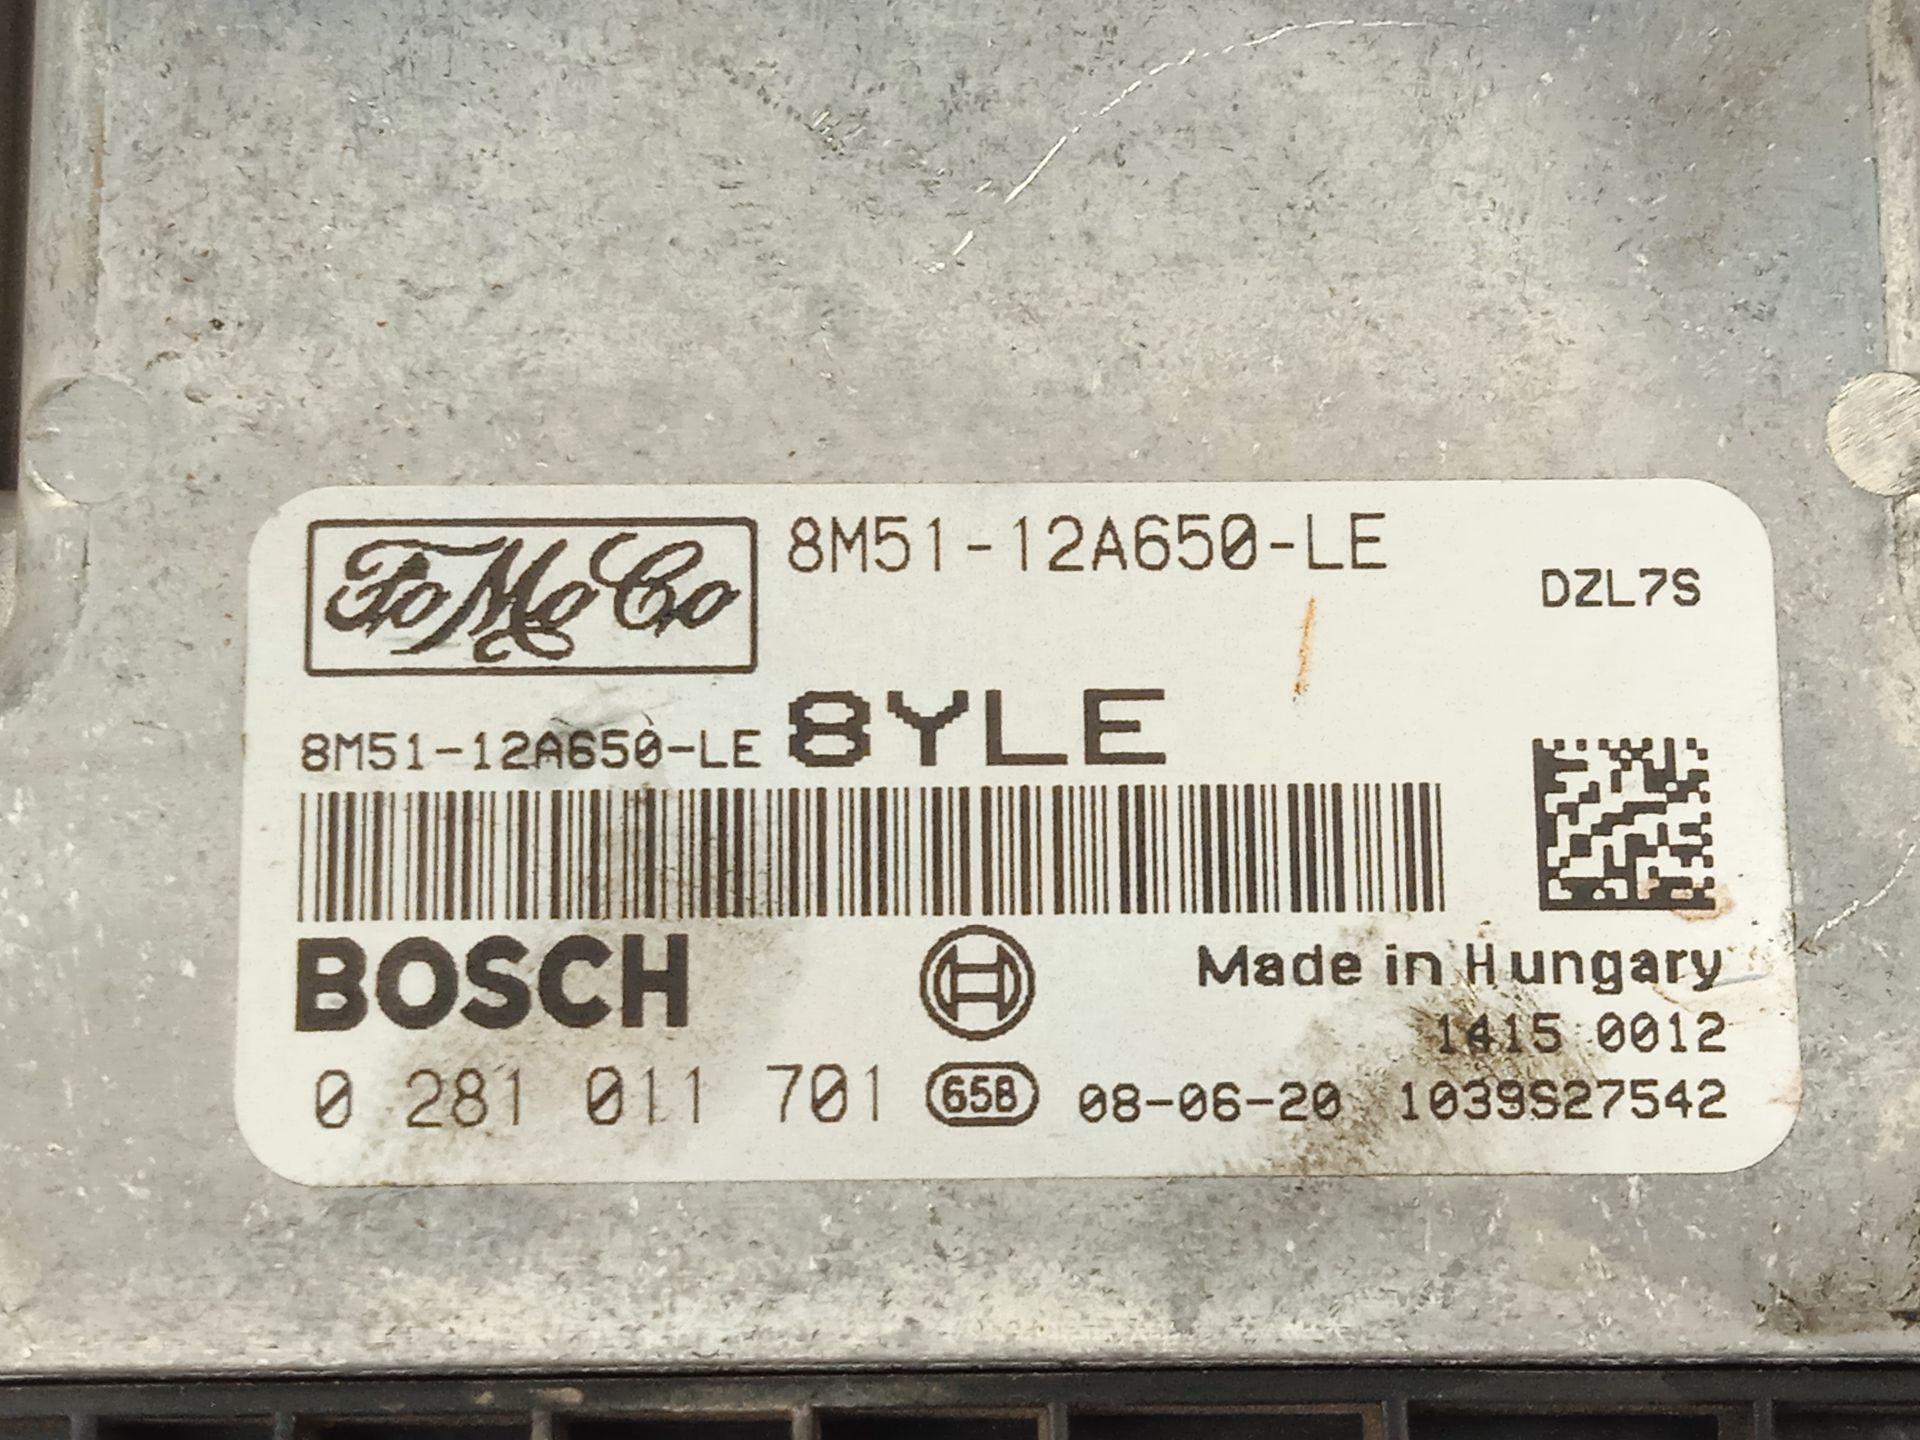 FoMoCo 8M51-12A650-LE
DZL7S
8M51-12A650-LE 8YLE
BOSCH
Made in Hungary
1415 0012
0 281 011 701 658 08-06-20 1039S27542